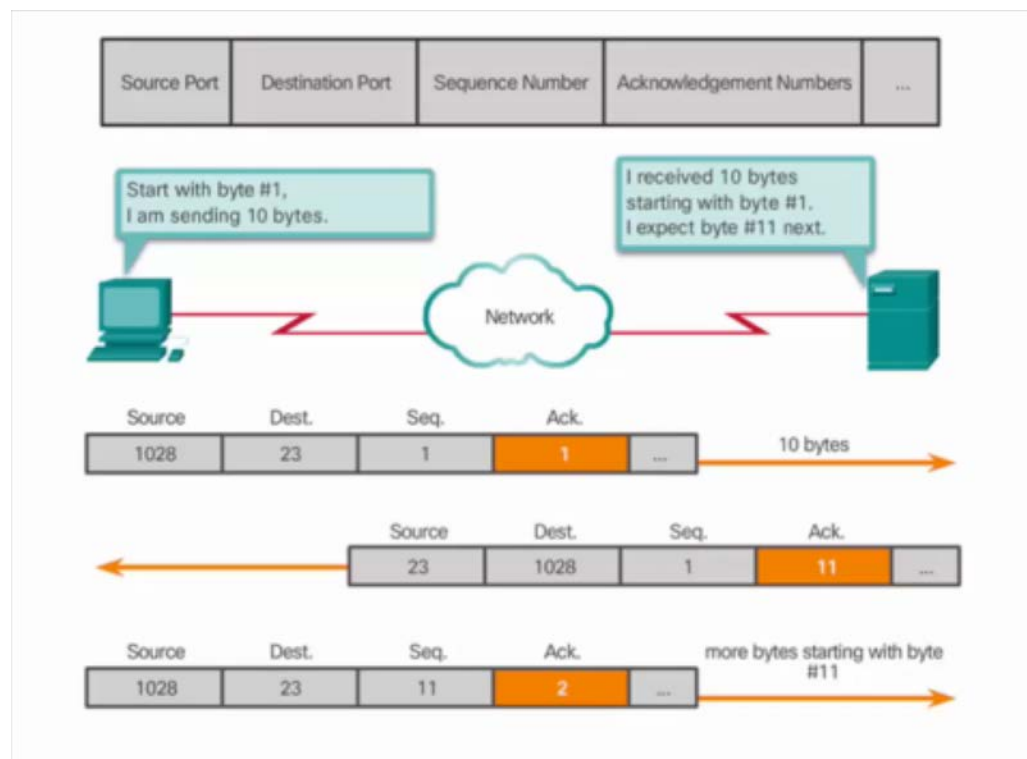 Source Port Destination Port Sequence Number Acknowledgement Numbers ...
Start with byte #1,
I am sending 10 bytes.
I received 10 bytes
starting with byte #1.
I expect byte #11 next.
Network
Source Dest. Seq. Ack.
1028 23 1 1 ...
10 bytes
Source Dest. Seq. Ack.
23 1028 1 11 ...
Source Dest. Seq. Ack.
1028 23 11 2 ...
more bytes starting with byte
#11